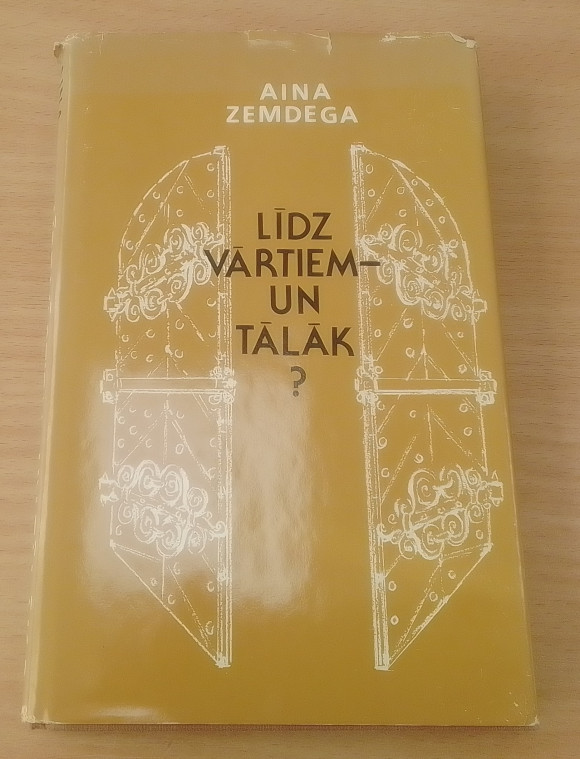 AINA
ZEMDEGA
LĪDZ
VĀRTIEM-
UN
TĀLĀK
?